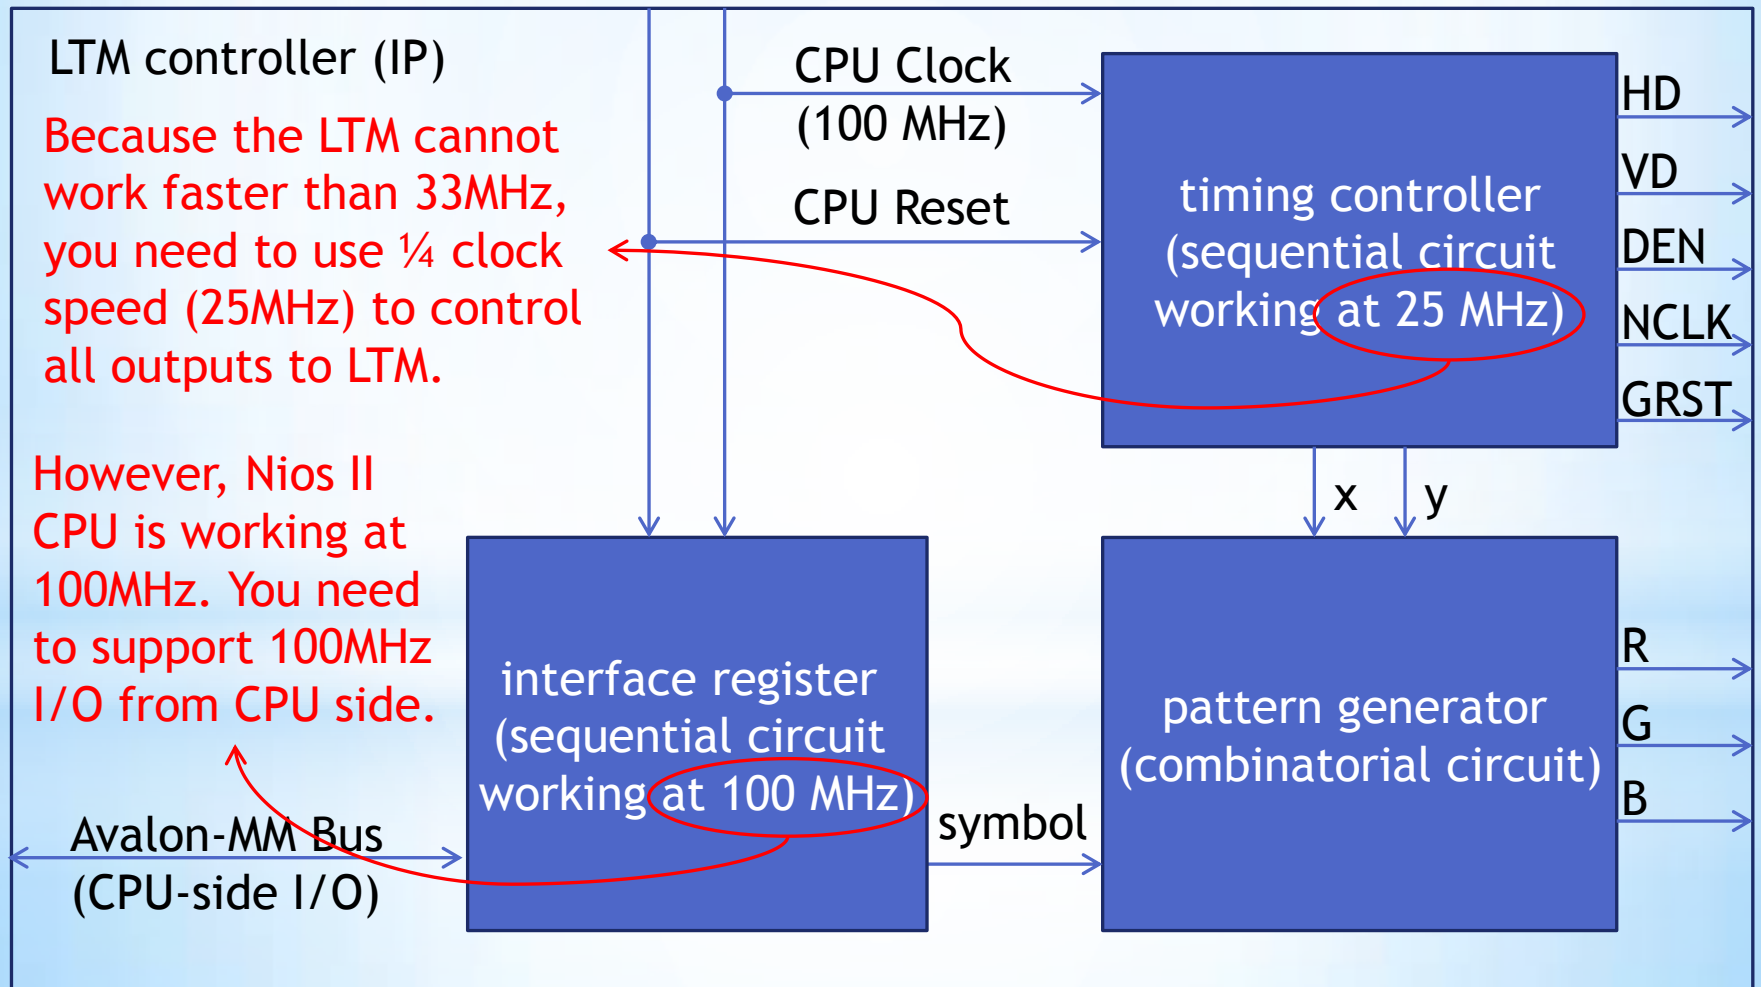 LTM controller (IP)
Because the LTM cannot
work faster than 33MHz,
you need to use ¼ clock
speed (25MHz) to control
all outputs to LTM.
However, Nios II
CPU is working at
100MHz. You need
to support 100MHz
I/O from CPU side.
Avalon-MM Bus
(CPU-side I/O)
CPU Clock
(100 MHz)
CPU Reset
timing controller
(sequential circuit
working at 25 MHz)
HD
VD
DEN
NCLK
GRST
x
y
interface register
(sequential circuit
working at 100 MHz)
symbol
pattern generator
(combinatorial circuit)
R
G
B